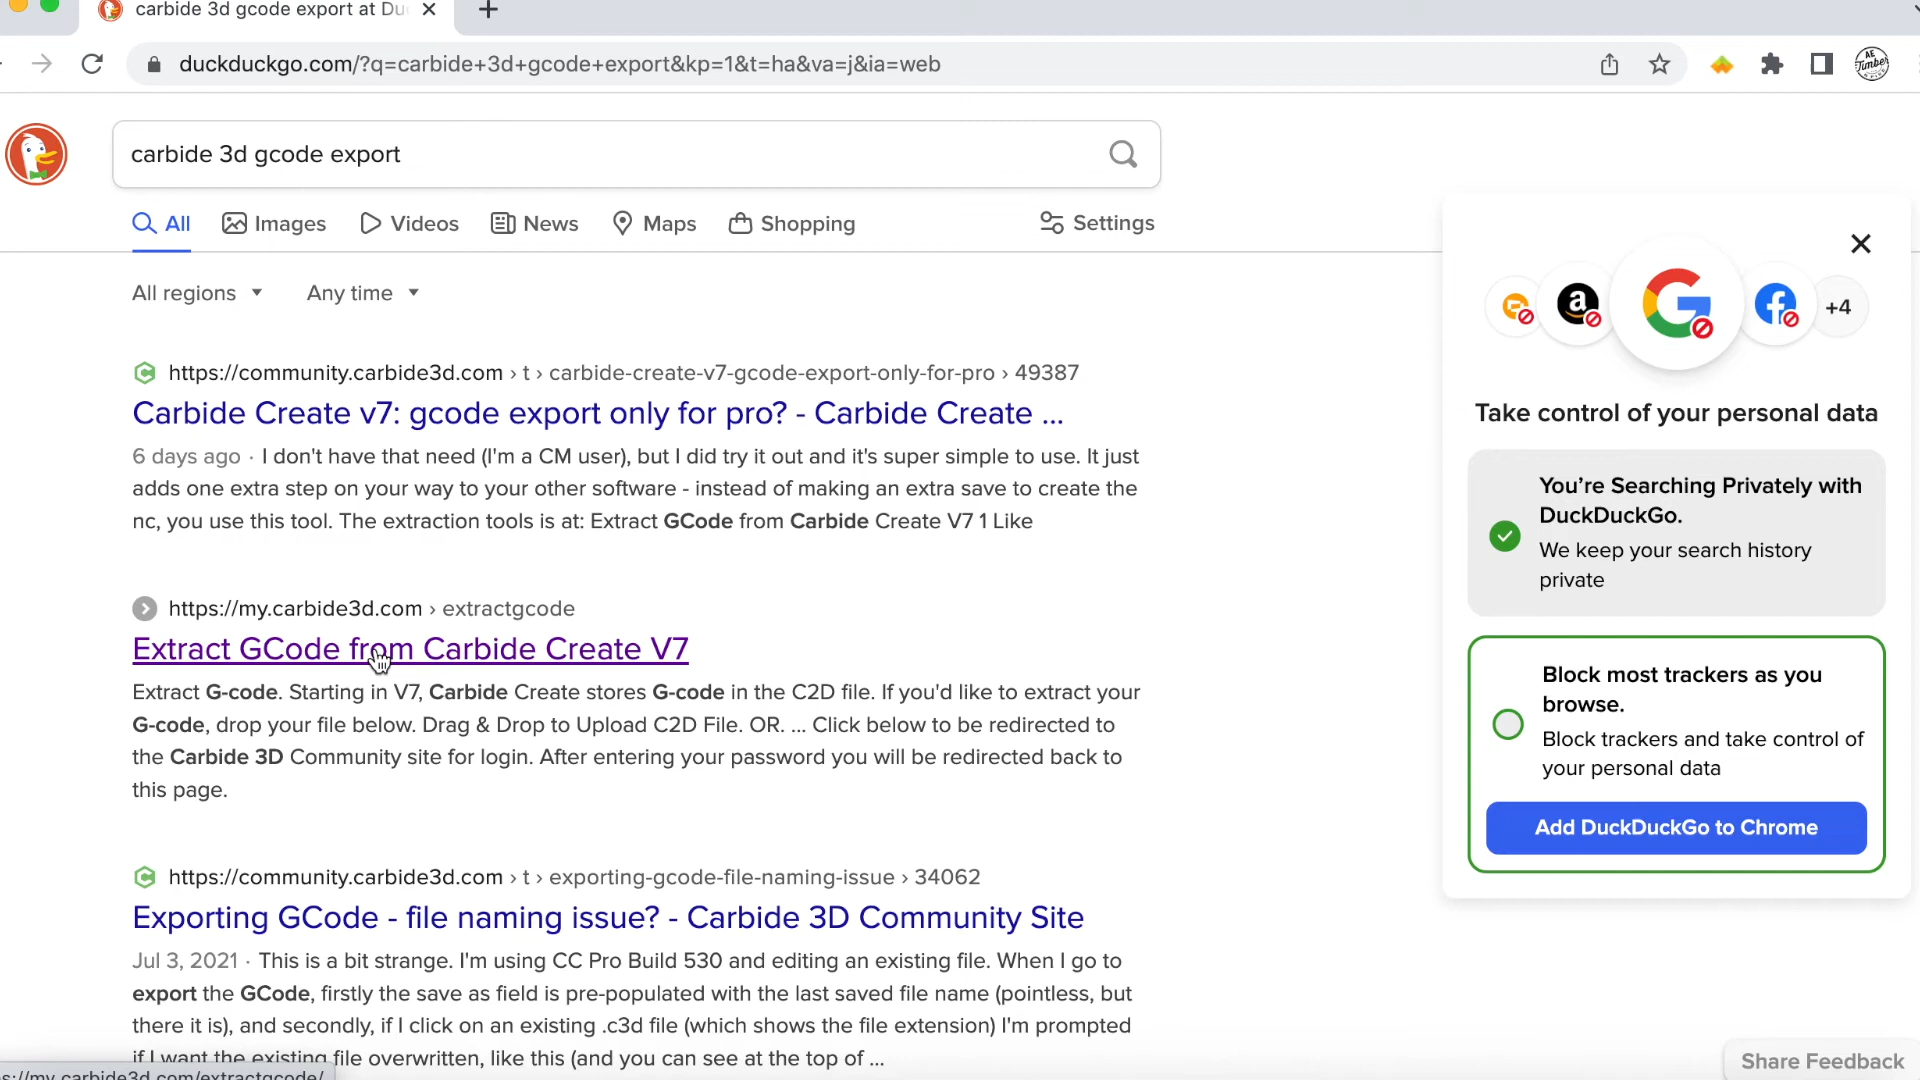 carbide 3d gcode export at Du
duckduckgo.com/?q=carbide+3d+gcode+export&kp=1&t=ha&va=j&ia=web
AE
Timber
carbide 3d gcode export
All Images Videos News Maps Shopping Settings
All regions Any time
https://community.carbide3d.com › t › carbide-create-v7-gcode-export-only-for-pro › 49387
Carbide Create v7: gcode export only for pro? - Carbide Create ...
6 days ago · I don't have that need (I'm a CM user), but I did try it out and it's super simple to use. It just
adds one extra step on your way to your other software - instead of making an extra save to create the
nc, you use this tool. The extraction tools is at: Extract GCode from Carbide Create V7 1 Like
https://my.carbide3d.com › extractgcode
Extract GCode from Carbide Create V7
Extract G-code. Starting in V7, Carbide Create stores G-code in the C2D file. If you'd like to extract your
G-code, drop your file below. Drag & Drop to Upload C2D File. OR. ... Click below to be redirected to
the Carbide 3D Community site for login. After entering your password you will be redirected back to
this page.
https://community.carbide3d.com › t › exporting-gcode-file-naming-issue › 34062
Exporting GCode - file naming issue? - Carbide 3D Community Site
Jul 3, 2021 · This is a bit strange. I'm using CC Pro Build 530 and editing an existing file. When I go to
export the GCode, firstly the save as field is pre-populated with the last saved file name (pointless, but
there it is), and secondly, if I click on an existing .c3d file (which shows the file extension) I'm prompted
if I want the existing file overwritten, like this (and you can see at the top of ...
s://my.carbide3d.com/extractgcode/
+4
Take control of your personal data
You're Searching Privately with
DuckDuckGo.
We keep your search history
private
Block most trackers as you
browse.
Block trackers and take control of
your personal data
Add DuckDuckGo to Chrome
Share Feedback